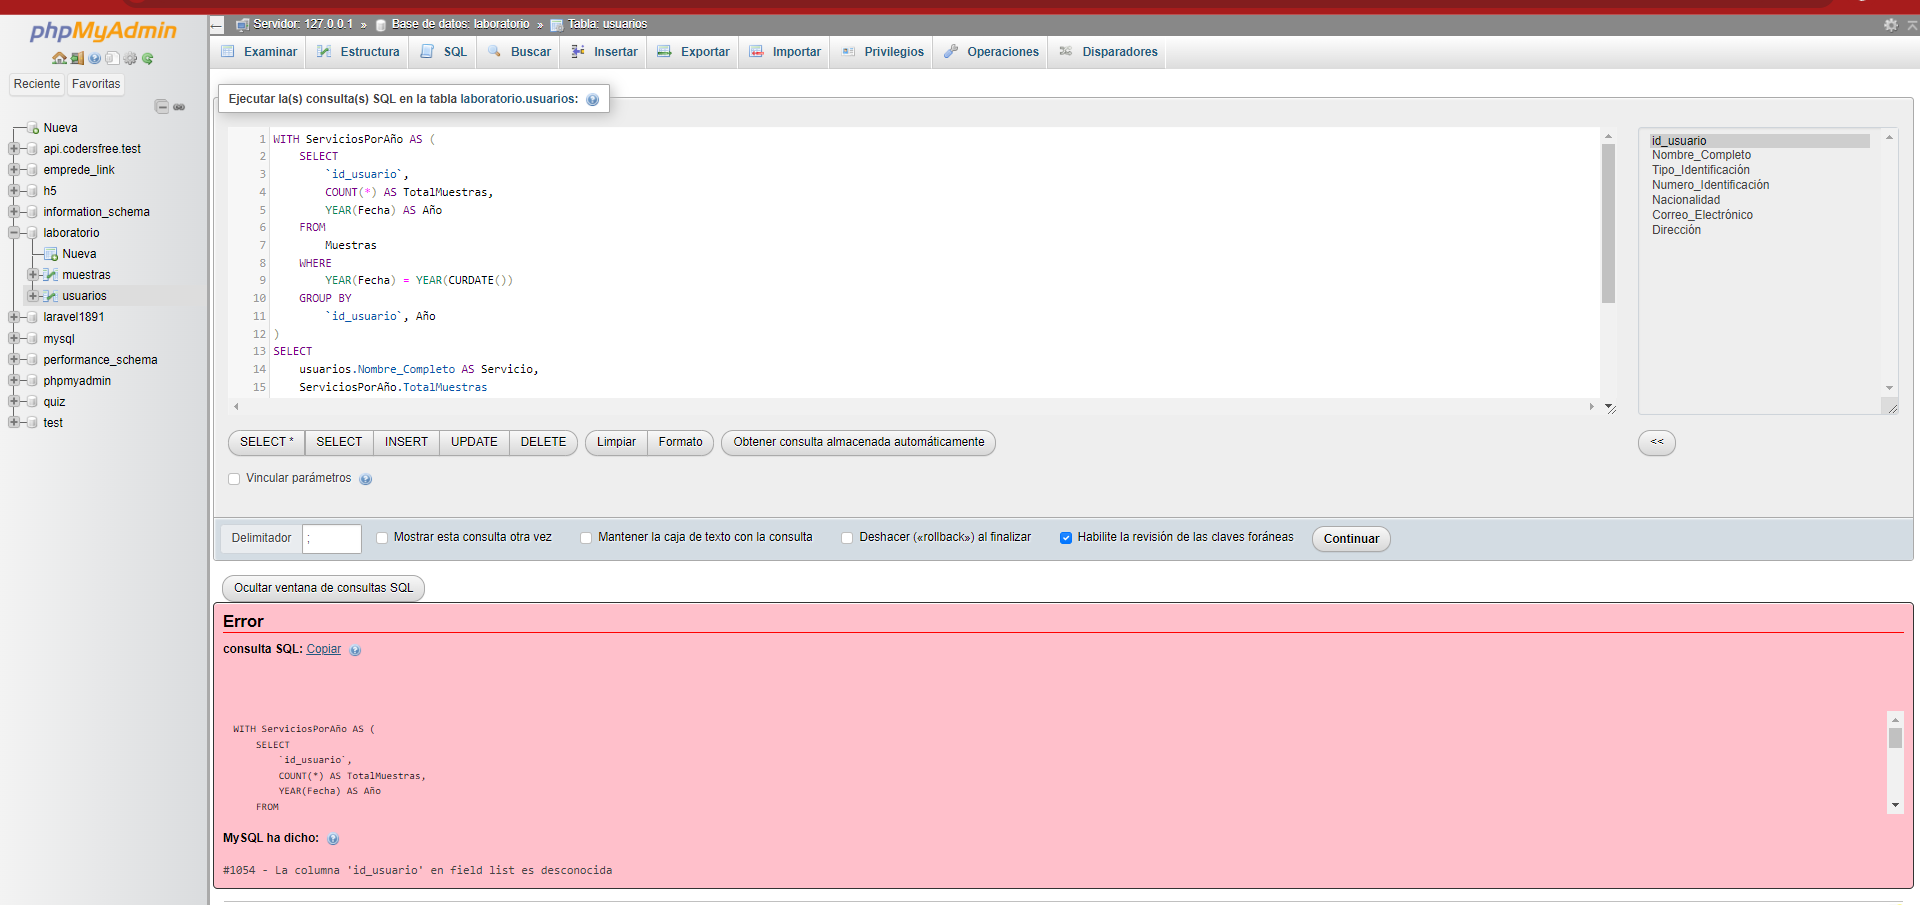 phpMyAdmin
Reciente
Favoritas
Nueva
api.codersfree.test
emprede_link
h5
information_schema
laboratorio
Nueva
muestras
usuarios
laravel1891
mysql
performance_schema
phpmyadmin
quiz
test
Servidor: 127.0.0.1 » Base de datos: laboratorio » Tabla: usuarios
Examinar Estructura SQL Buscar Insertar Exportar Importar Privilegios Operaciones Disparadores
Ejecutar la(s) consulta(s) SQL en la tabla laboratorio.usuarios:
1 WITH ServiciosPorAño AS (
2 SELECT
3 `id_usuario`,
4 COUNT(*) AS TotalMuestras,
5 YEAR(Fecha) AS Año
6 FROM
7 Muestras
8 WHERE
9 YEAR(Fecha) = YEAR(CURDATE())
10 GROUP BY
11 `id_usuario`, Año
12 )
13 SELECT
14 usuarios.Nombre_Completo AS Servicio,
15 ServiciosPorAño.TotalMuestras
id_usuario
Nombre_Completo
Tipo_Identificación
Numero_Identificación
Nacionalidad
Correo_Electrónico
Dirección
SELECT * SELECT INSERT UPDATE DELETE Limpiar Formato Obtener consulta almacenada automáticamente <<
Vincular parámetros
Delimitador ; Mostrar esta consulta otra vez Mantener la caja de texto con la consulta Deshacer («rollback») al finalizar Habilite la revisión de las claves foráneas Continuar
Ocultar ventana de consultas SQL
Error
consulta SQL: Copiar
WITH ServiciosPorAño AS (
SELECT
`id_usuario`,
COUNT(*) AS TotalMuestras,
YEAR(Fecha) AS Año
FROM
MySQL ha dicho:
#1054 - La columna 'id_usuario' en field list es desconocida